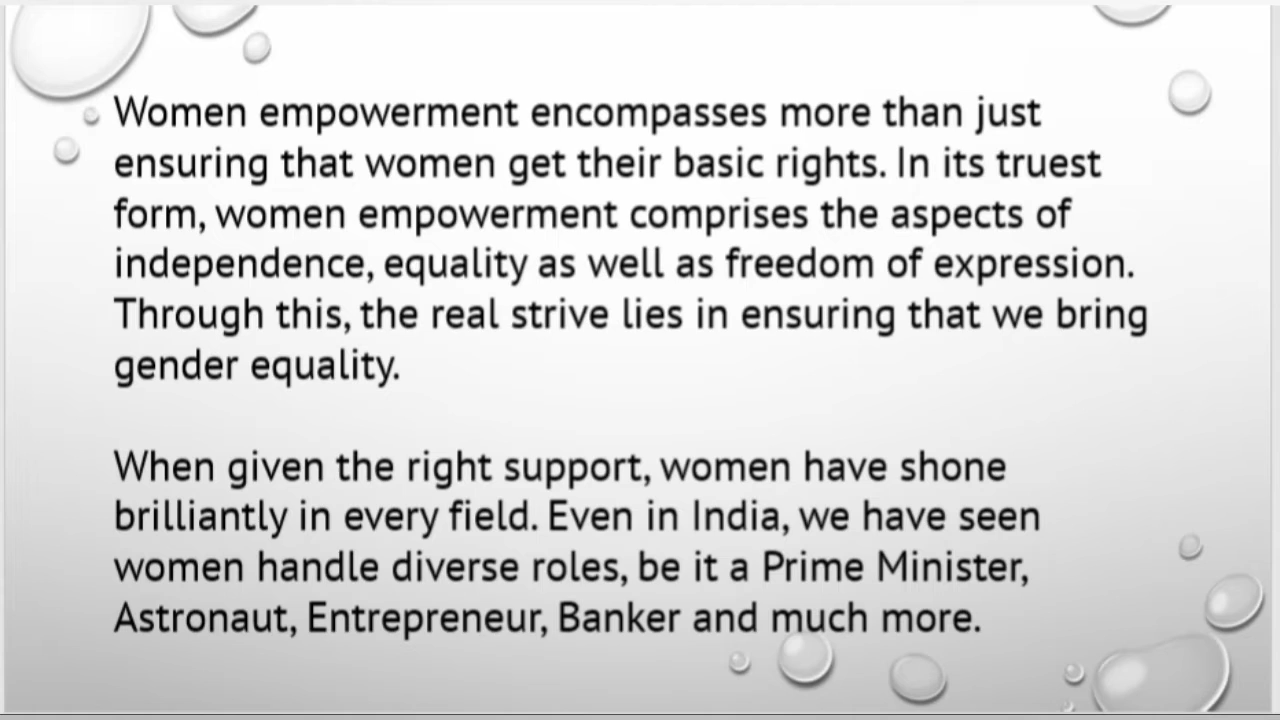 Women empowerment encompasses more than just
ensuring that women get their basic rights. In its truest
form, women empowerment comprises the aspects of
independence, equality as well as freedom of expression.
Through this, the real strive lies in ensuring that we bring
gender equality.
When given the right support, women have shone
brilliantly in every field. Even in India, we have seen
women handle diverse roles, be it a Prime Minister,
Astronaut, Entrepreneur, Banker and much more.